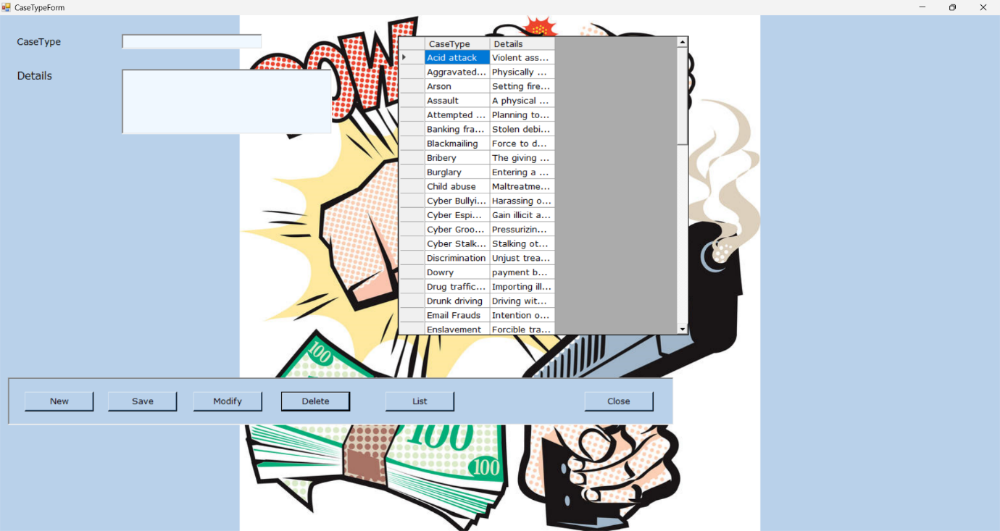 CaseTypeForm
CaseType
Details
POW
CaseType Details
Acid attack Violent ass...
Aggravated... Physically ...
Arson Setting fire...
Assault A physical ...
Attempted ... Planning to...
Banking fra... Stolen debi...
Blackmailing Force to d...
Bribery The giving ...
Burglary Entering a ...
Child abuse Maltreatme...
Cyber Bullyi... Harassing o...
Cyber Espi... Gain illicit a...
Cyber Groo... Pressurizin...
Cyber Stalk... Stalking ot...
Discrimination Unjust trea...
Dowry payment b...
Drug traffic... Importing ill...
Drunk driving Driving wit...
Email Frauds Intention o...
Enslavement Forcible tra...
100
New Save Modify Delete List Close
100
100